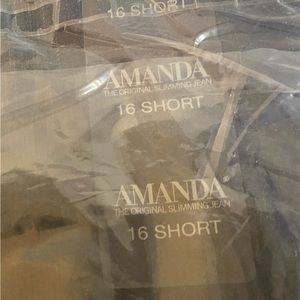 16 SHORT
AMANDA
THE ORIGINAL SLIMMING JEAN
16 SHORT
AMANDA®
THE ORIGINAL SLIMMING JEAN
16 SHORT